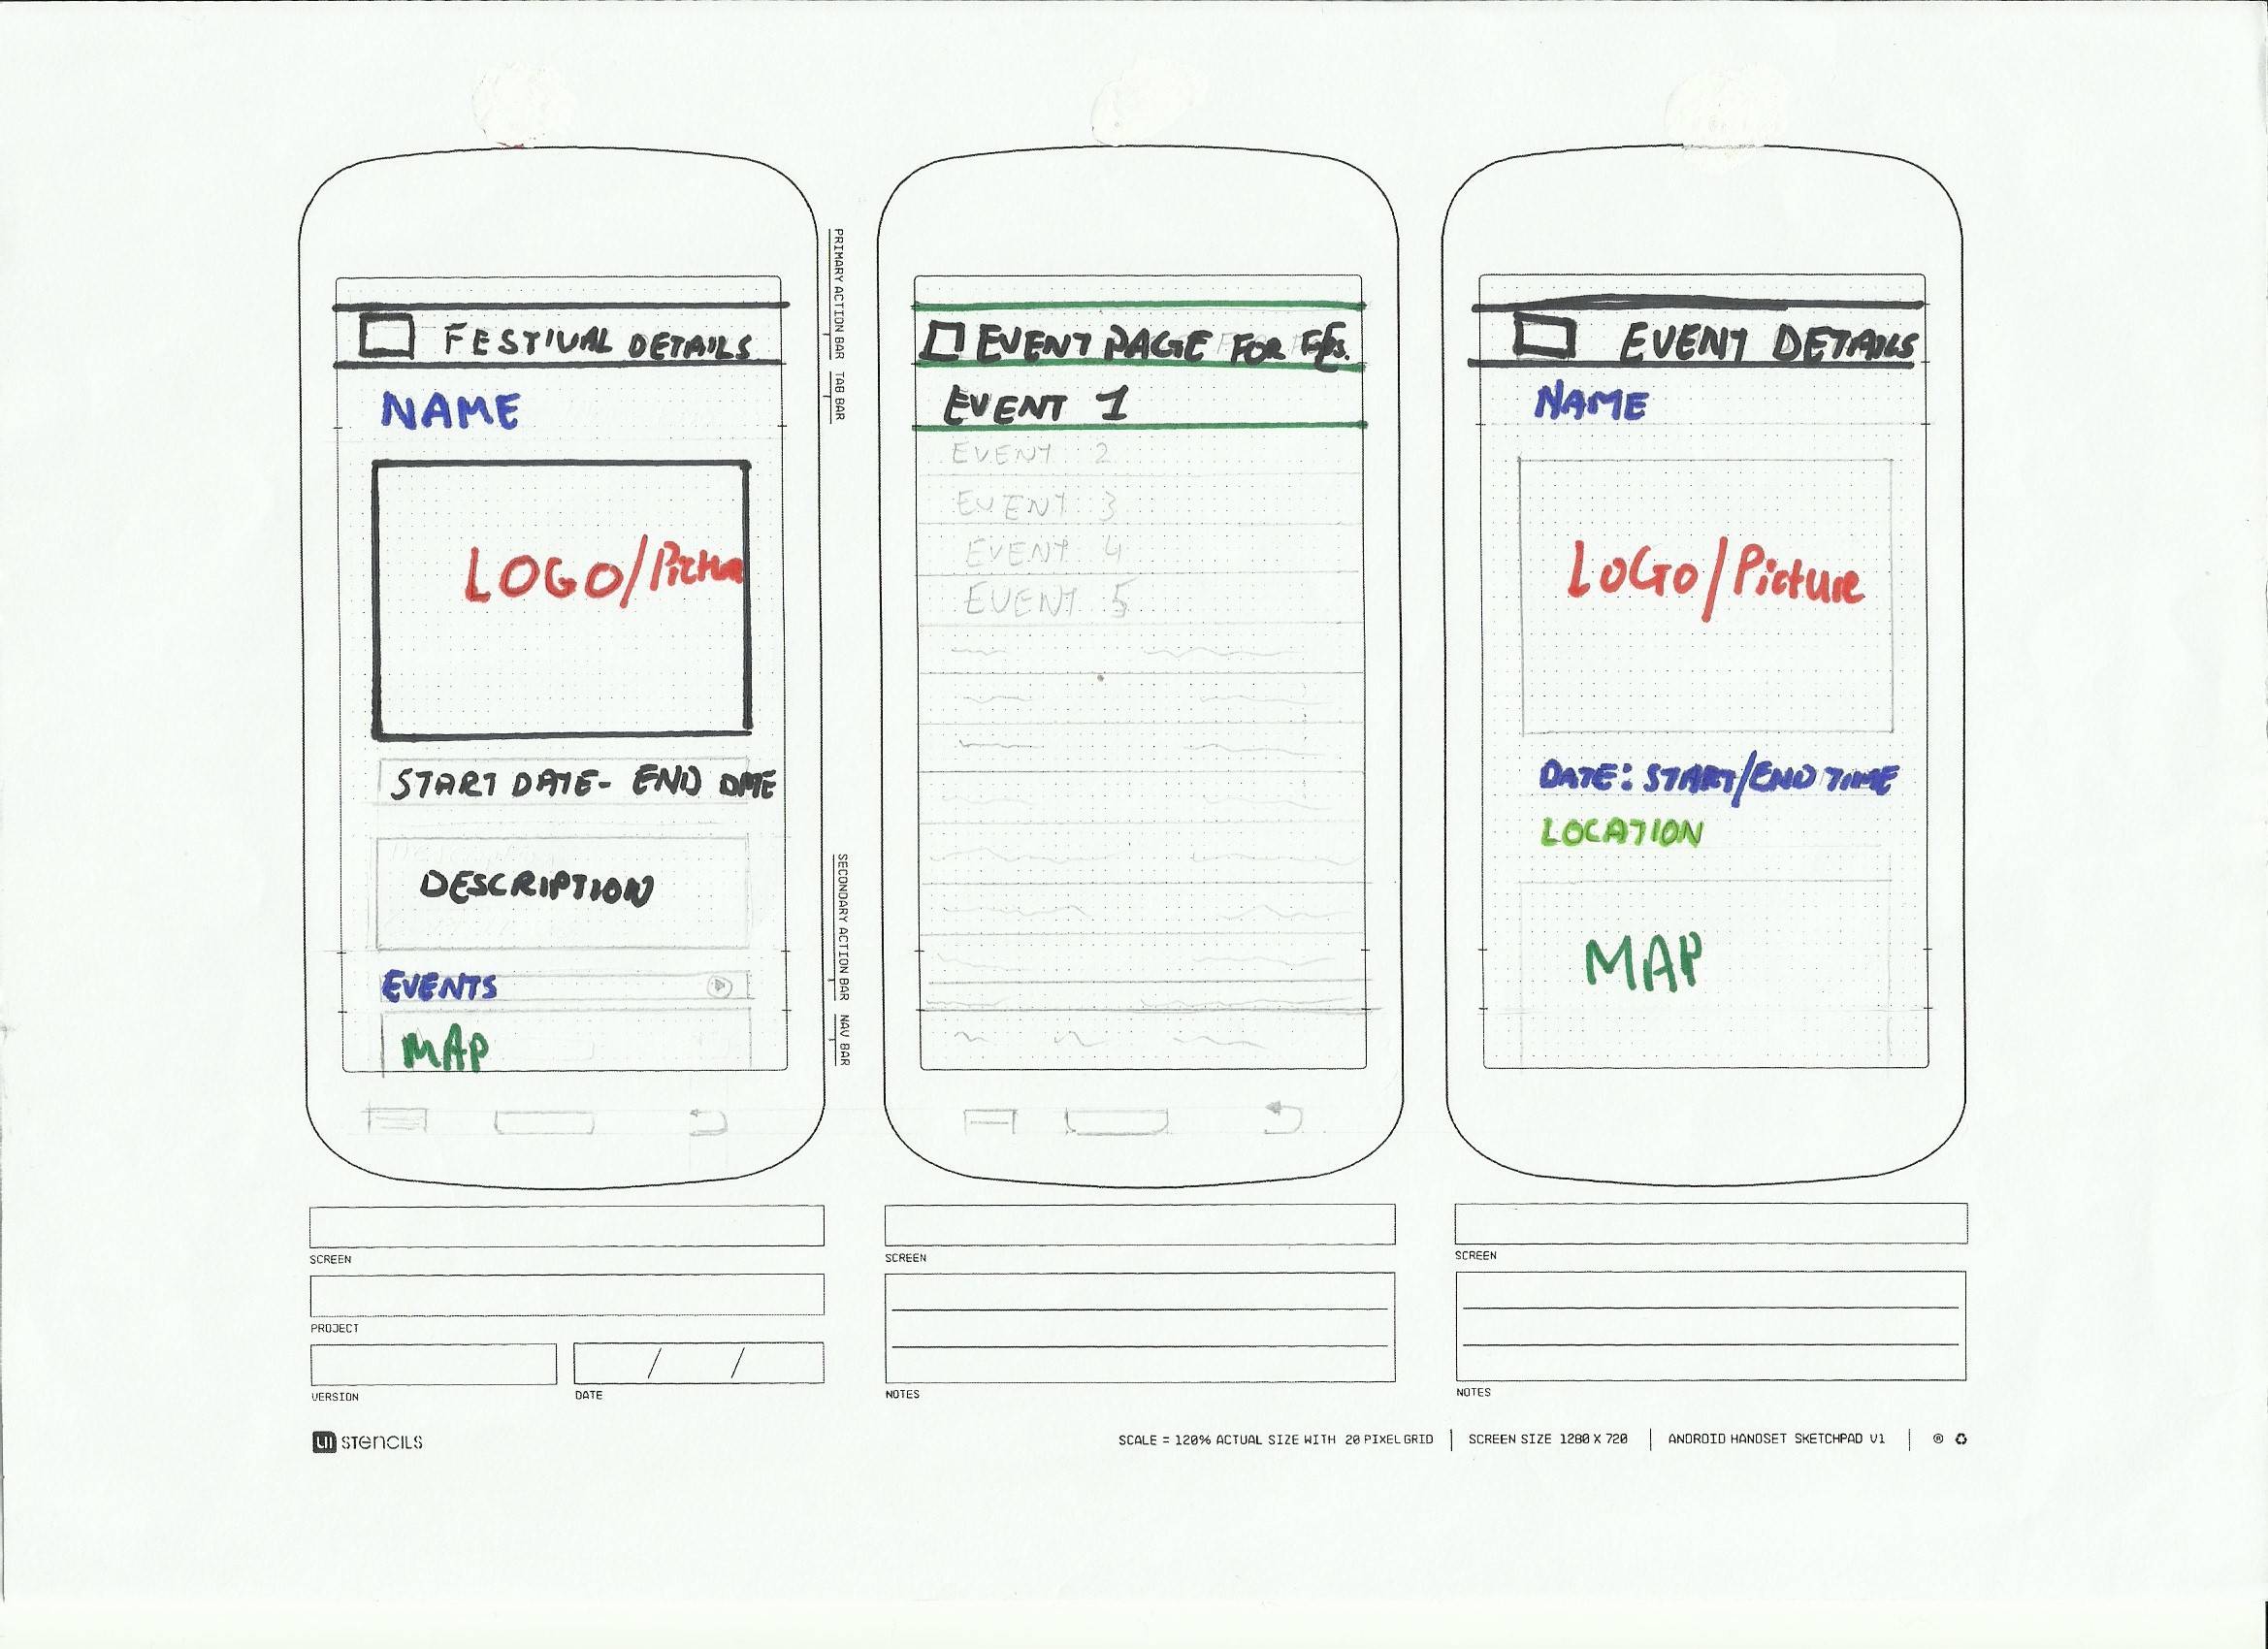 FESTIVAL DETAILS
NAME
LOGO/Picture
START DATE- END DATE
DESCRIPTION
EVENTS
MAP
PRIMARY ACTION BAR
TAB BAR
SECONDARY ACTION BAR
NAV BAR
EVENT PAGE FOR
EVENT 1
EVENT 2
EVENT 3
EVENT 4
EVENT 5
EVENT DETAILS
NAME
LOGO/Picture
DATE: START/END TIME
LOCATION
MAP
SCREEN
PROJECT
/ /
VERSION
DATE
SCREEN
NOTES
SCREEN
NOTES
UI STENCILS
SCALE = 120% ACTUAL SIZE WITH 20 PIXEL GRID
SCREEN SIZE 1280 X 720
ANDROID HANDSET SKETCHPAD V1
®